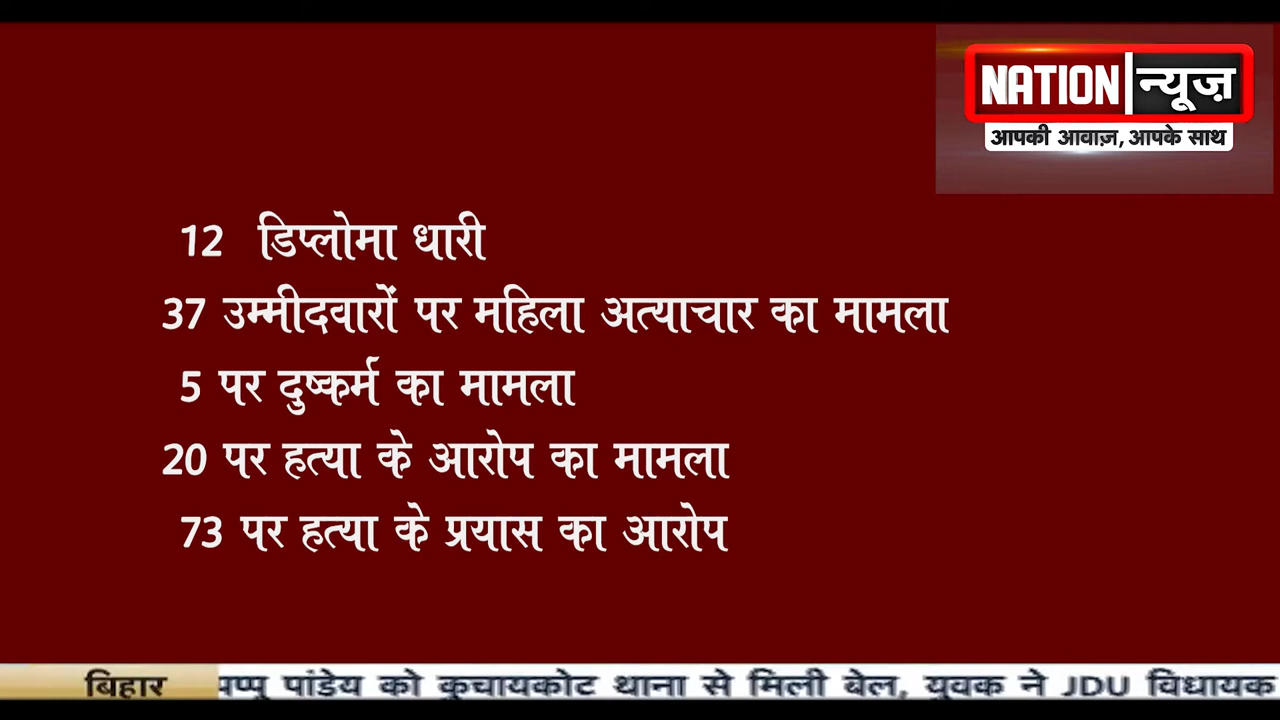 NATION न्यूज़
आपकी आवाज़, आपके साथ
12 डिप्लोमा धारी
37 उम्मीदवारों पर महिला अत्याचार का मामला
5 पर दुष्कर्म का मामला
20 पर हत्या के आरोप का मामला
73 पर हत्या के प्रयास का आरोप
बिहार पप्पू पांडेय को कुचायकोट थाना से मिली बेल, युवक ने JDU विधायक